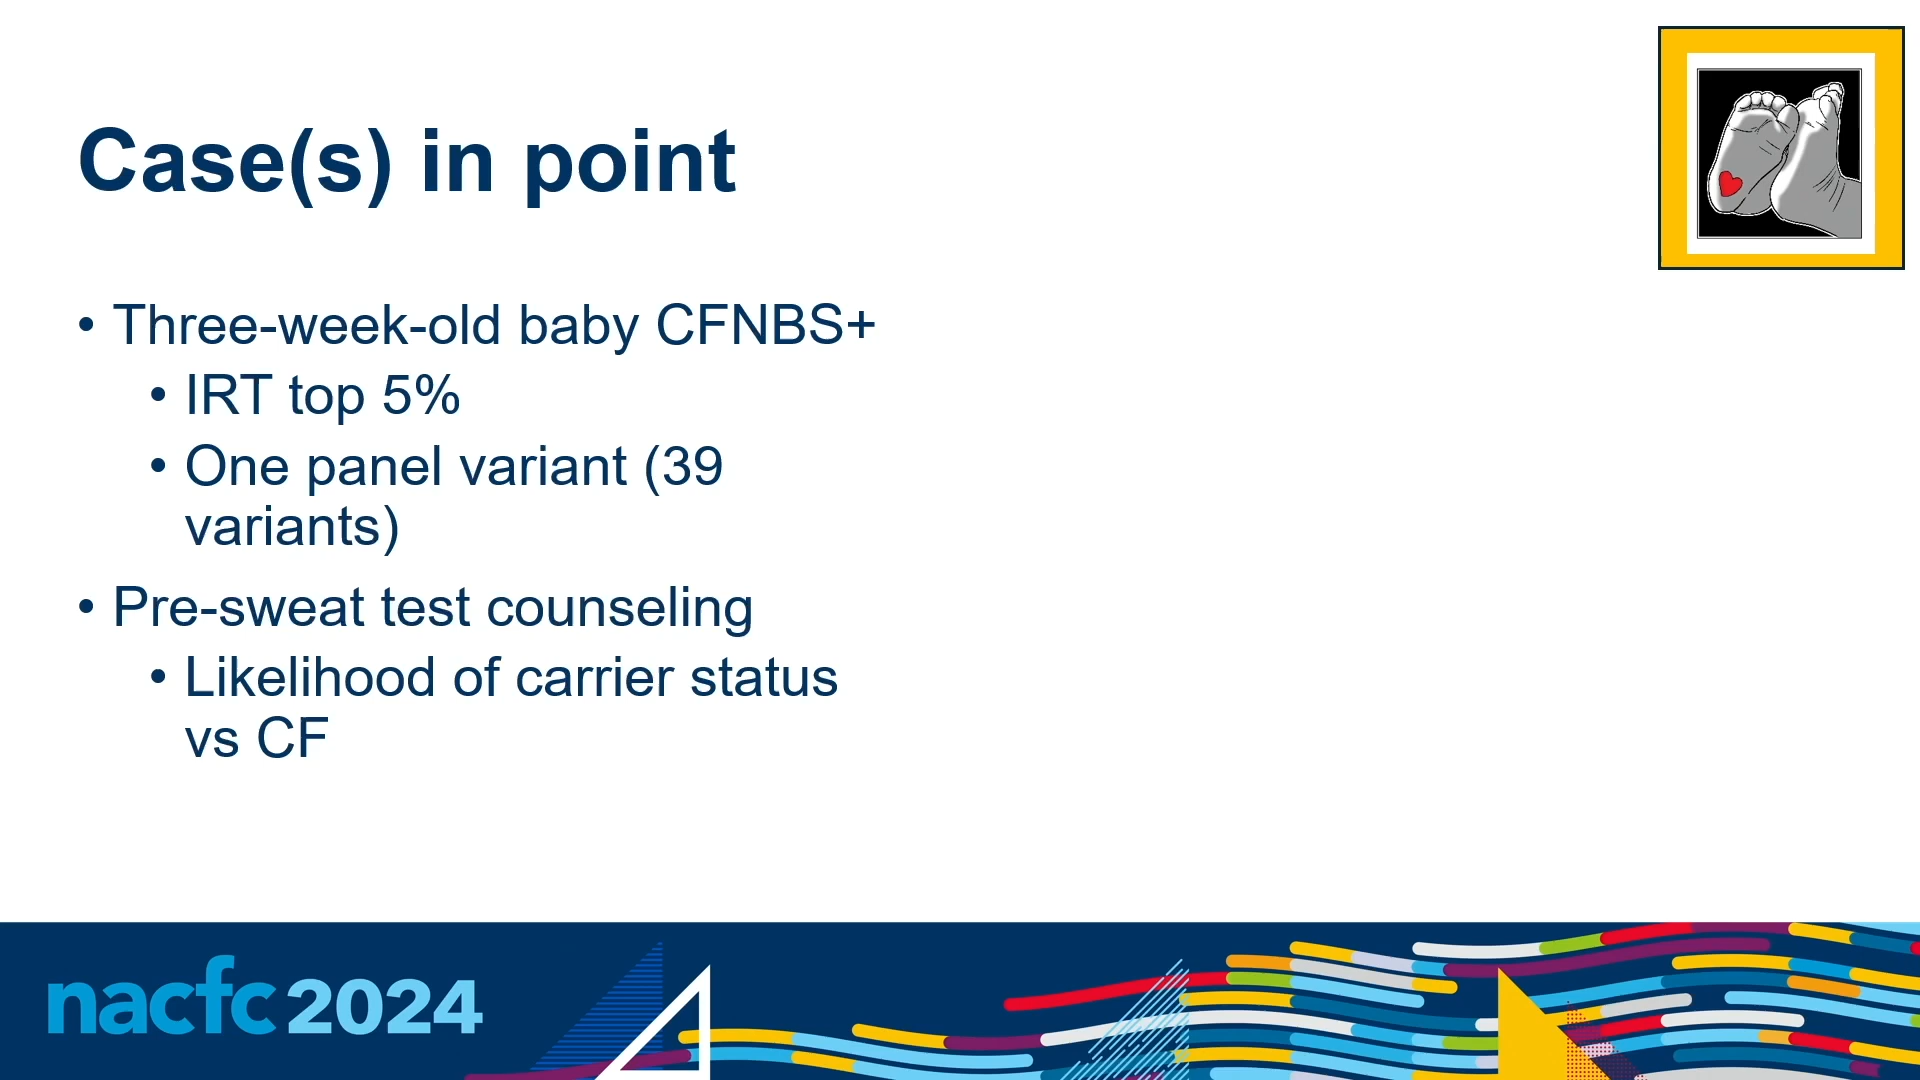 Case(s) in point
• Three-week-old baby CFNBS+
• IRT top 5%
• One panel variant (39
variants)
• Pre-sweat test counseling
• Likelihood of carrier status
vs CF
nacfc 2024